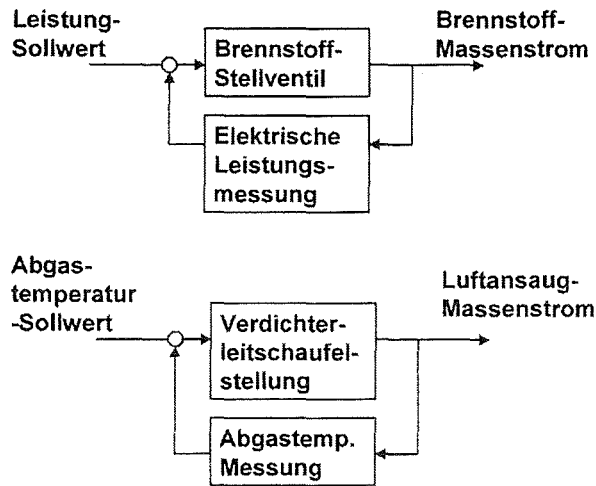 Leistung-
Sollwert
Brennstoff-
Stellventil
Brennstoff-
Massenstrom
Elektrische
Leistungs-
messung
Abgas-
temperatur
-Sollwert
Verdichter-
leitschaufel-
stellung
Luftansaug-
Massenstrom
Abgastemp.
Messung